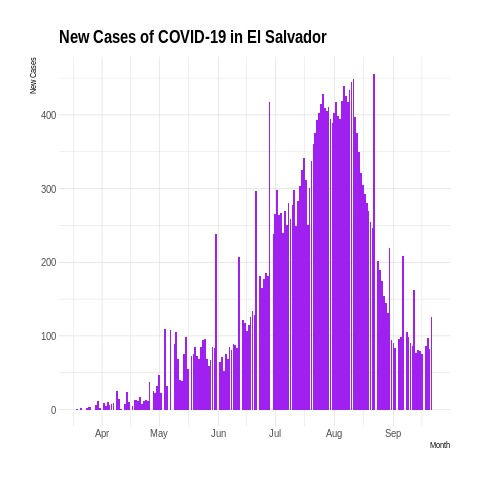 New Cases of COVID-19 in El Salvador
New Cases
400
300
200
100
0
Apr May Jun Jul Aug Sep
Month